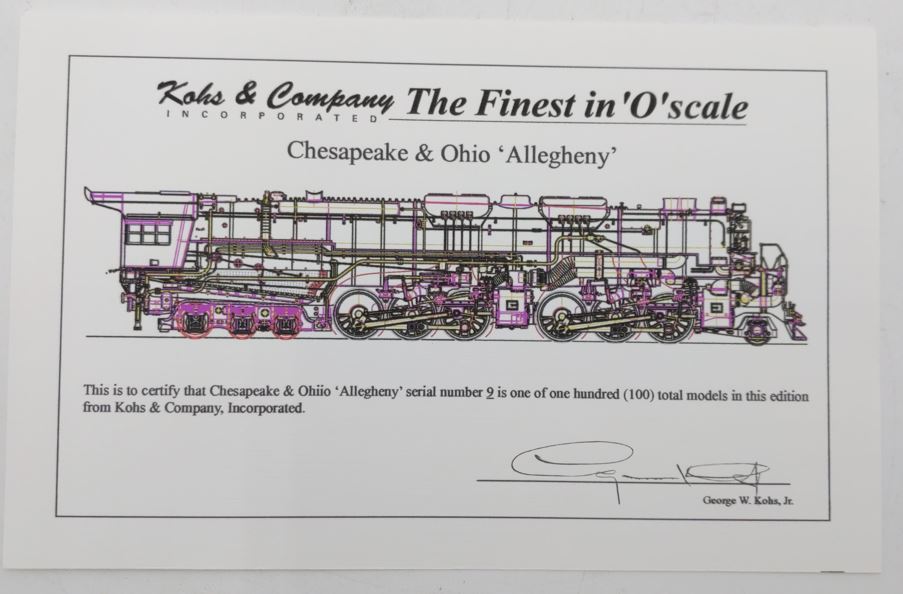 Kohs & Company The Finest in 'O' scale
INCORPORATED
Chesapeake & Ohio ‘Allegheny’
This is to certify that Chesapeake & Ohiio ‘Allegheny’ serial number 9 is one of one hundred (100) total models in this edition
from Kohs & Company, Incorporated.
George W. Kohs, Jr.